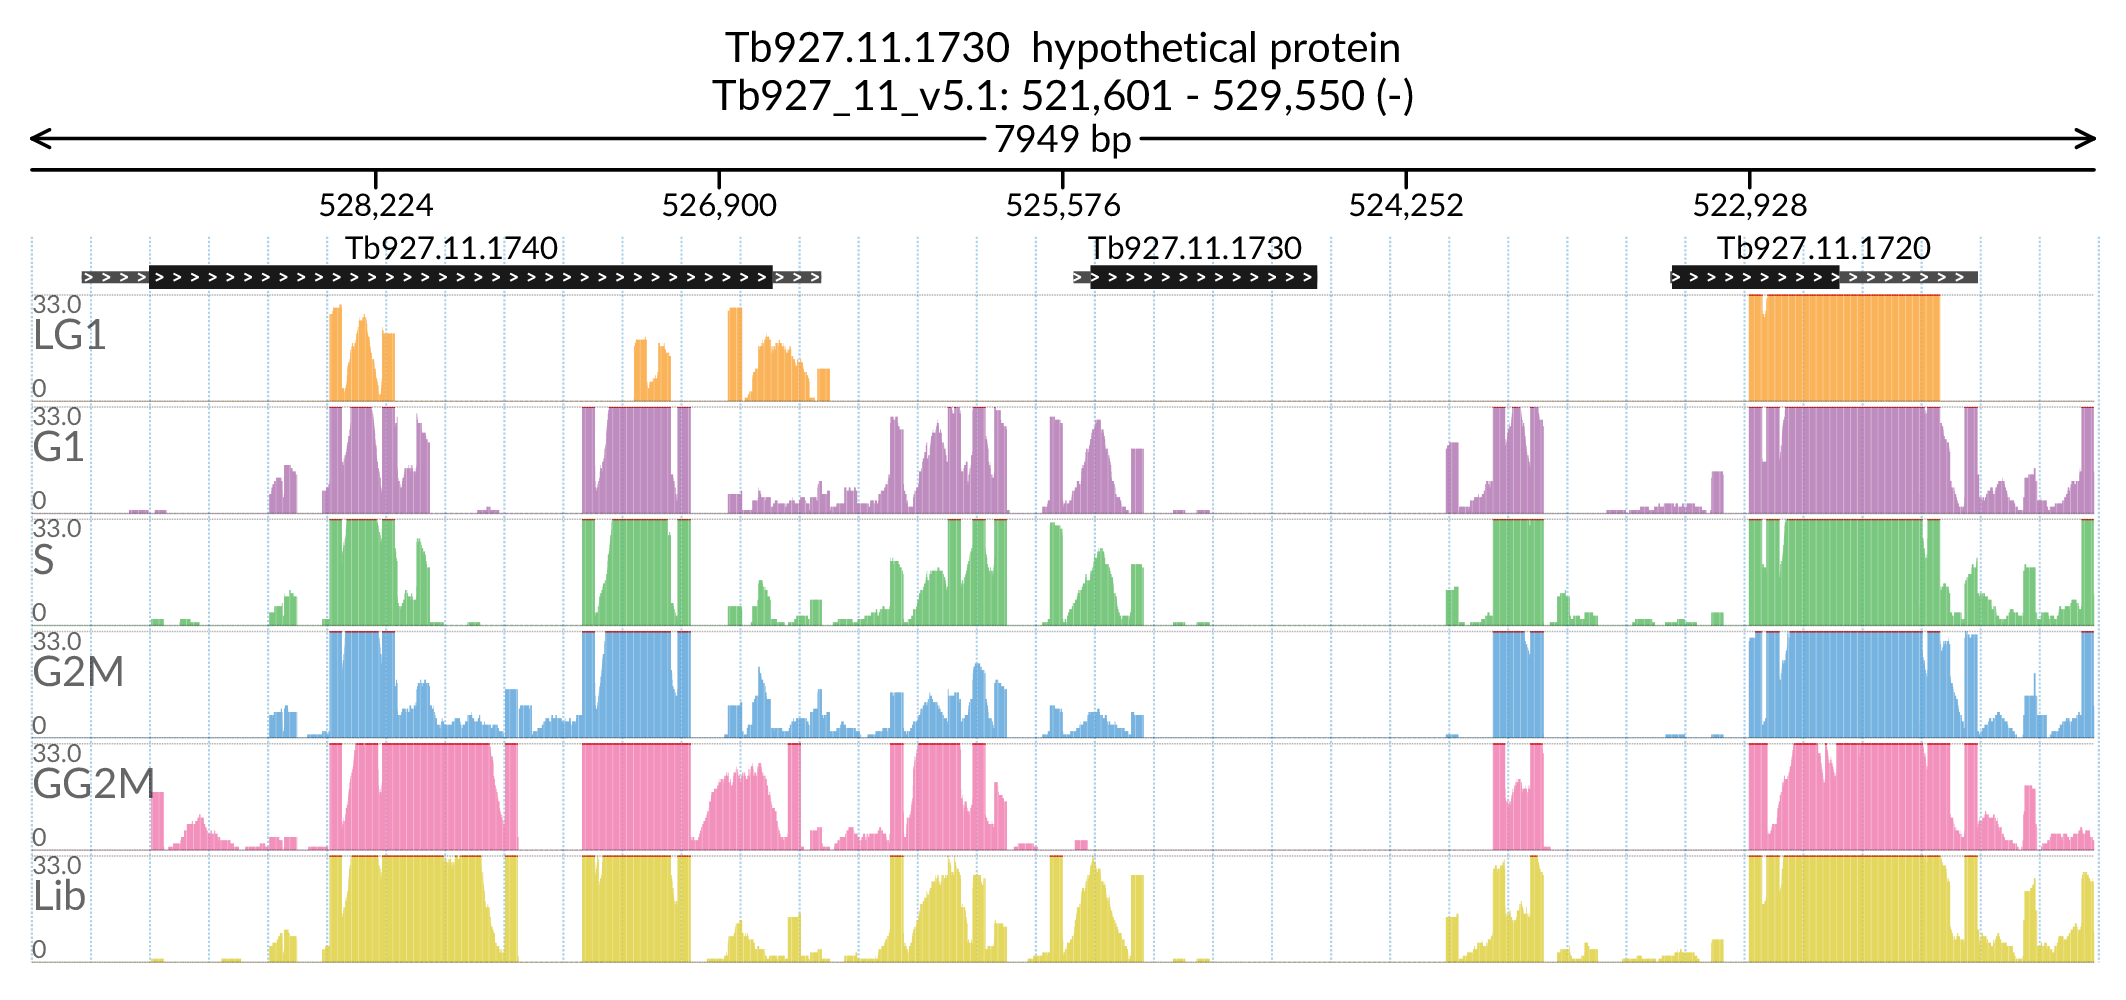 Tb927.11.1730 hypothetical protein
Tb927_11_v5.1: 521,601 - 529,550 (-)
7949 bp
528,224 526,900 525,576 524,252 522,928
Tb927.11.1740 Tb927.11.1730 Tb927.11.1720
33.0
LG1
0
33.0
G1
0
33.0
S
0
33.0
G2M
0
33.0
GG2M
0
33.0
Lib
0